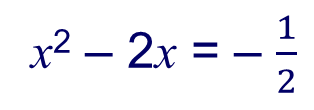 x² − 2x = − 1/2